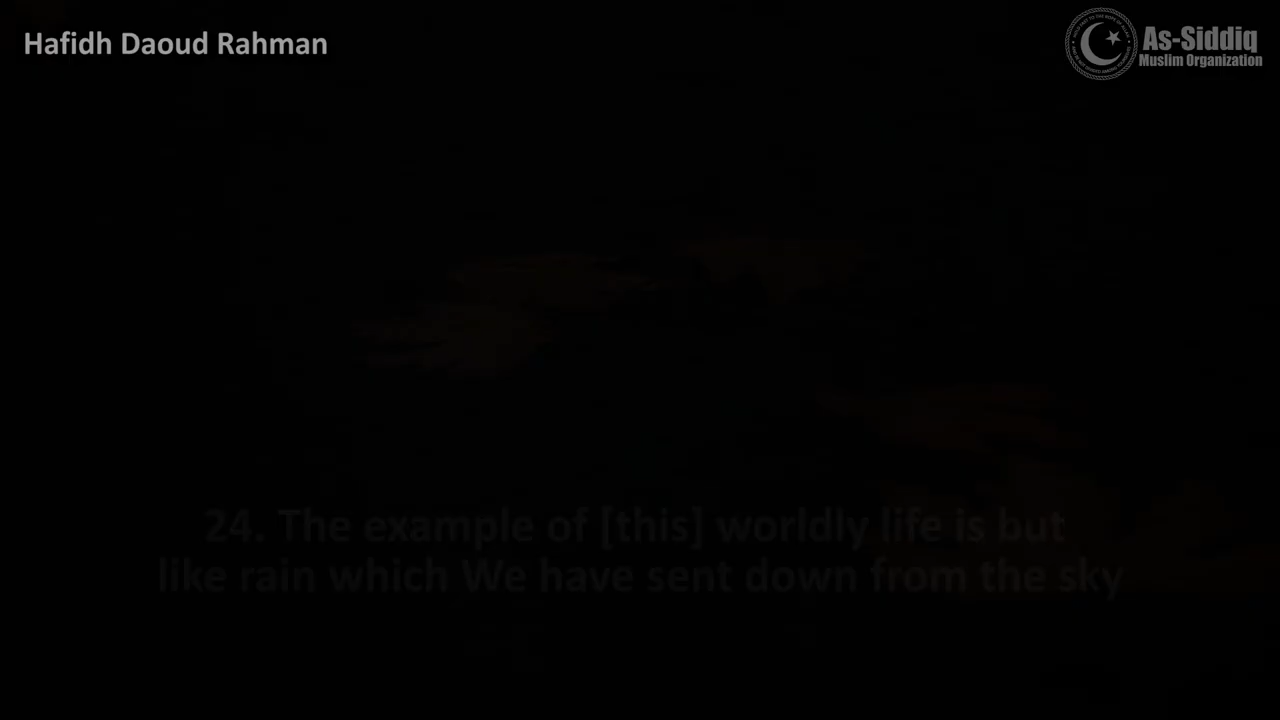 Hafidh Daoud Rahman
As-Siddiq
Muslim Organization
24. The example of [this] worldly life is but
like rain which We have sent down from the sky